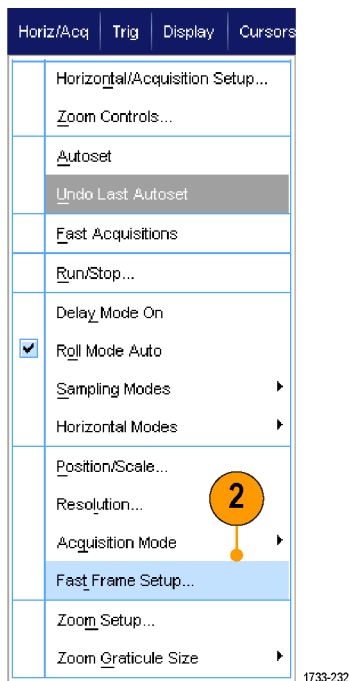 Horiz/Acq Trig Display Cursors
Horizontal/Acquisition Setup...
Zoom Controls...
Autoset
Undo Last Autoset
Fast Acquisitions
Run/Stop...
Delay Mode On
Roll Mode Auto
Sampling Modes
Horizontal Modes
Position/Scale...
Resolution...
2
Acquisition Mode
Fast Frame Setup...
Zoom Setup...
Zoom Graticule Size
1733-232